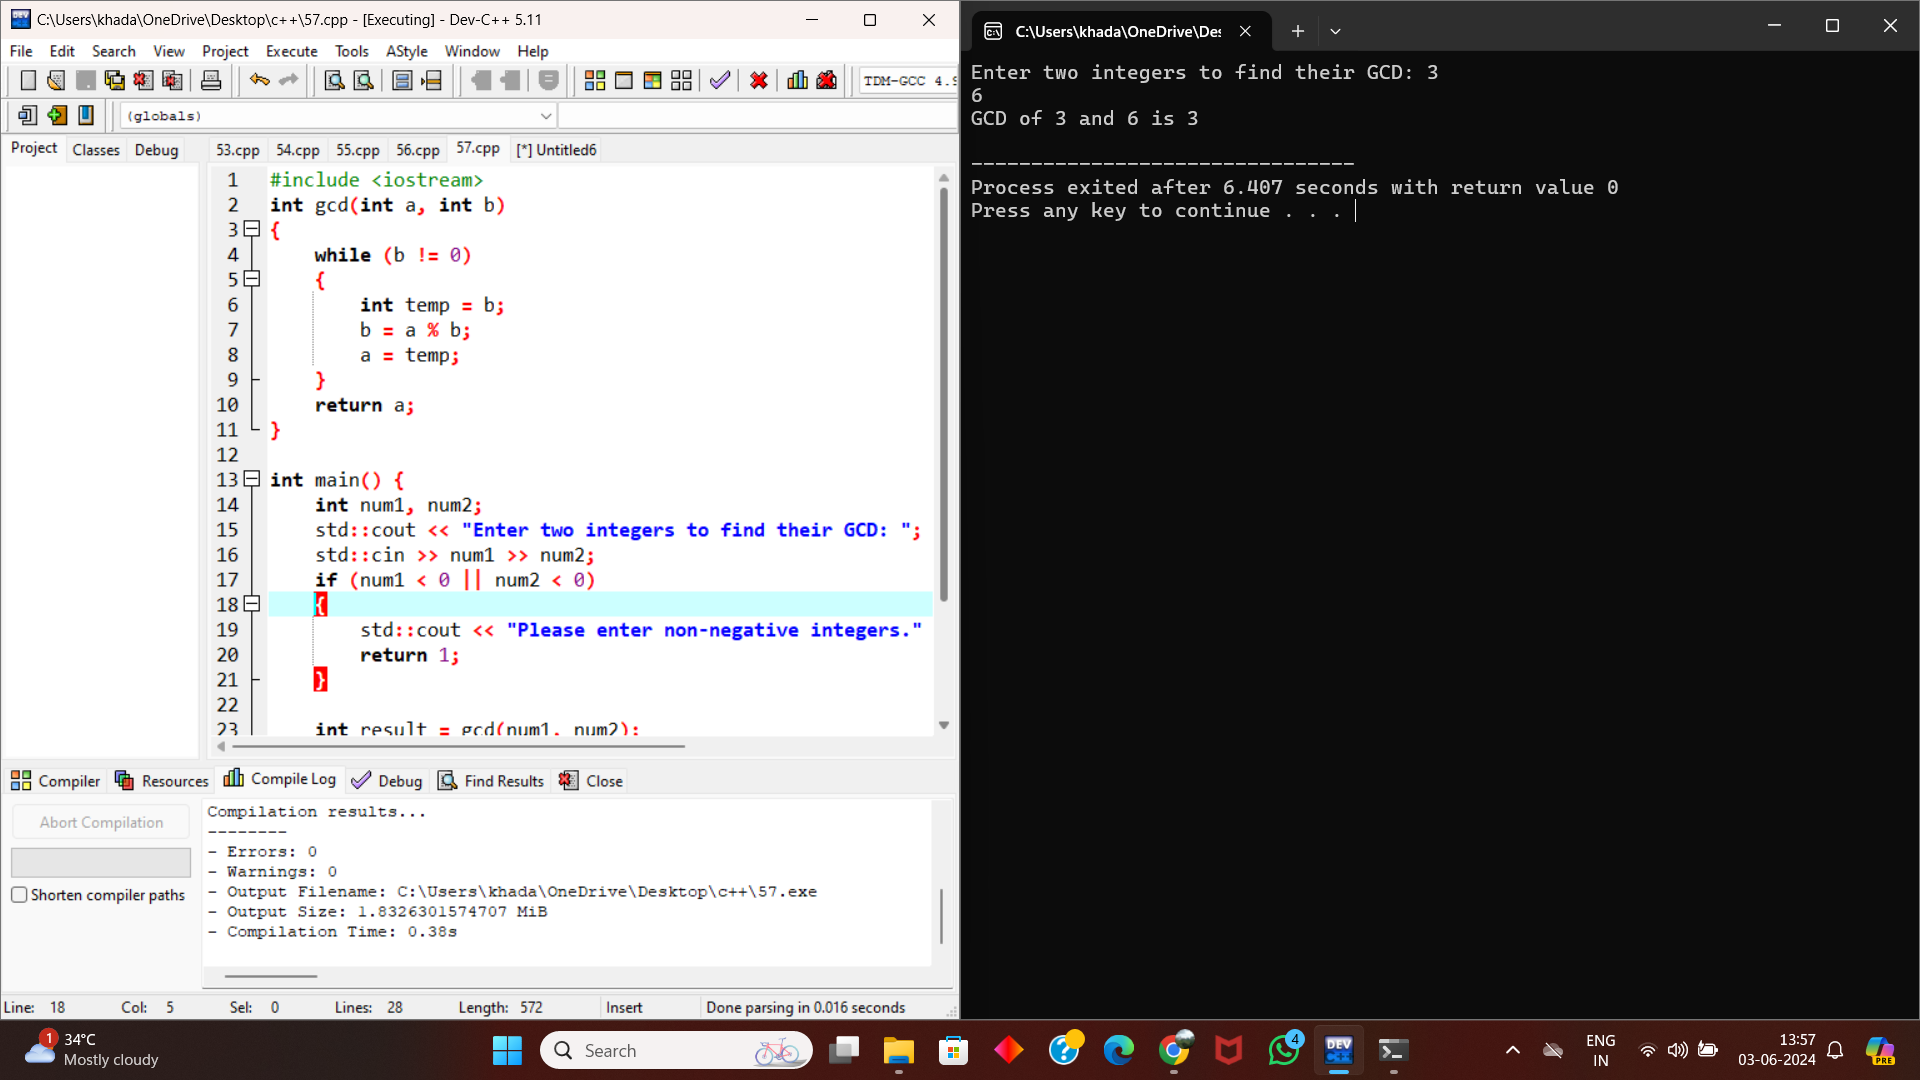 C:\Users\khada\OneDrive\Desktop\c++\57.cpp - [Executing] - Dev-C++ 5.11
File Edit Search View Project Execute Tools AStyle Window Help
TDM-GCC 4.9
(globals)
Project Classes Debug
53.cpp 54.cpp 55.cpp 56.cpp 57.cpp [*] Untitled6
1 #include <iostream>
2 int gcd(int a, int b)
3 {
4 while (b != 0)
5 {
6 int temp = b;
7 b = a % b;
8 a = temp;
9 }
10 return a;
11 }
12
13 int main() {
14 int num1, num2;
15 std::cout << "Enter two integers to find their GCD: ";
16 std::cin >> num1 >> num2;
17 if (num1 < 0 || num2 < 0)
18 {
19 std::cout << "Please enter non-negative integers."
20 return 1;
21 }
22
23 int result = gcd(num1, num2);
Compiler Resources Compile Log Debug Find Results Close
Abort Compilation
Shorten compiler paths
Compilation results...
--------
- Errors: 0
- Warnings: 0
- Output Filename: C:\Users\khada\OneDrive\Desktop\c++\57.exe
- Output Size: 1.8326301574707 MiB
- Compilation Time: 0.38s
Line: 18 Col: 5 Sel: 0 Lines: 28 Length: 572 Insert Done parsing in 0.016 seconds
C:\Users\khada\OneDrive\Des
Enter two integers to find their GCD: 3
6
GCD of 3 and 6 is 3
--------------------------------
Process exited after 6.407 seconds with return value 0
Press any key to continue . . .
1
34°C
Mostly cloudy
Search
4
DEV
C++
ENG
IN
13:57
03-06-2024
PRE